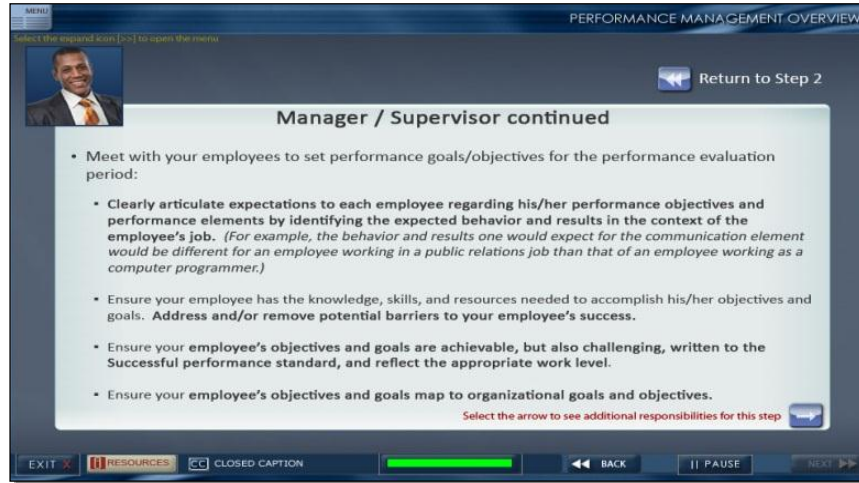 MENU
PERFORMANCE MANAGEMENT OVERVIEW
Select the expand icon [>>] to open the menu
Return to Step 2
Manager / Supervisor continued
• Meet with your employees to set performance goals/objectives for the performance evaluation
period:
▪ Clearly articulate expectations to each employee regarding his/her performance objectives and
performance elements by identifying the expected behavior and results in the context of the
employee's job. (For example, the behavior and results one would expect for the communication element
would be different for an employee working in a public relations job than that of an employee working as a
computer programmer.)
▪ Ensure your employee has the knowledge, skills, and resources needed to accomplish his/her objectives and
goals. Address and/or remove potential barriers to your employee's success.
▪ Ensure your employee's objectives and goals are achievable, but also challenging, written to the
Successful performance standard, and reflect the appropriate work level.
▪ Ensure your employee's objectives and goals map to organizational goals and objectives.
Select the arrow to see additional responsibilities for this step
EXIT X [i] RESOURCES CC CLOSED CAPTION BACK || PAUSE NEXT